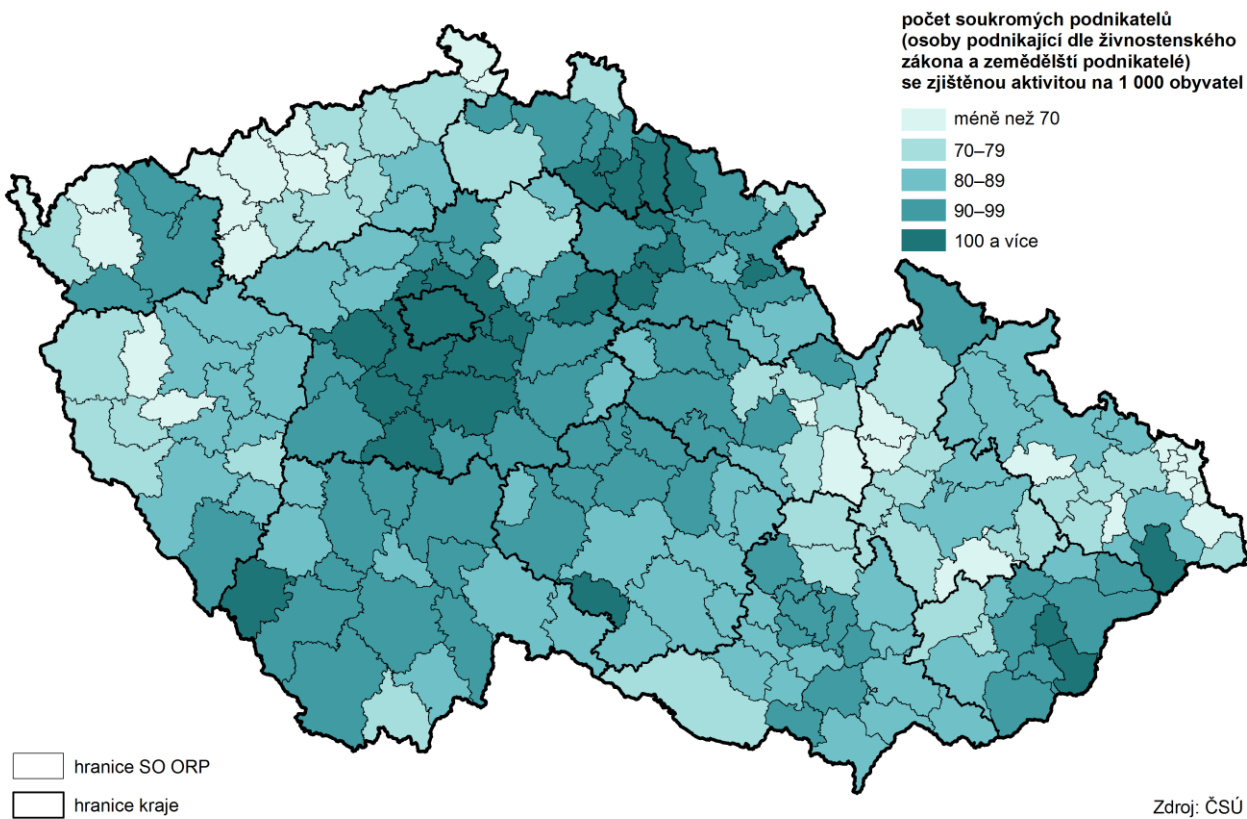 počet soukromých podnikatelů
(osoby podnikající dle živnostenského
zákona a zemědělští podnikatelé)
se zjištěnou aktivitou na 1 000 obyvatel
méně než 70
70–79
80–89
90–99
100 a více
hranice SO ORP
hranice kraje
Zdroj: ČSÚ